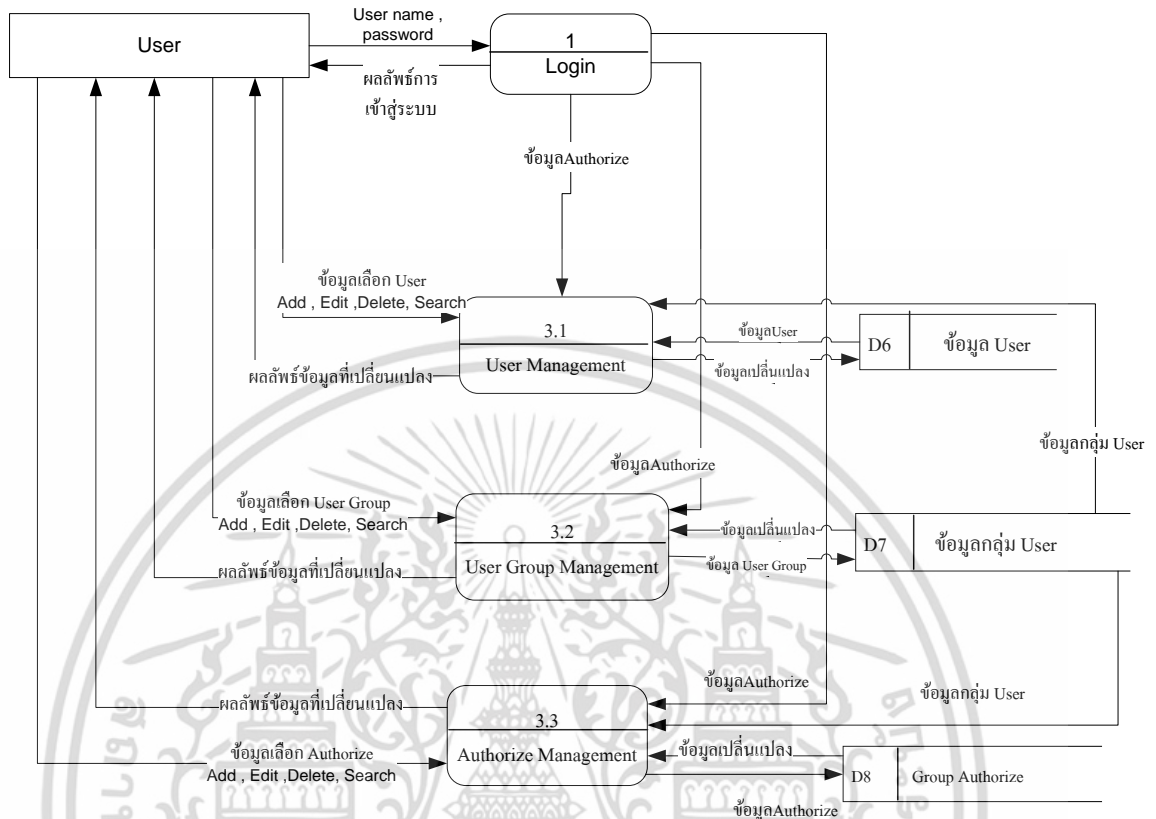 User
User name ,
password
1
Login
ผลลัพธ์การ
เข้าสู่ระบบ
ข้อมูลAuthorize
ข้อมูลเลือก User
Add , Edit ,Delete, Search
3.1
User Management
ข้อมูลUser
ข้อมูลเปลี่นแปลง
D6
ข้อมูล User
ผลลัพธ์ข้อมูลที่เปลี่ยนแปลง
ข้อมูลกลุ่ม User
ข้อมูลAuthorize
ข้อมูลเลือก User Group
Add , Edit ,Delete, Search
3.2
User Group Management
ข้อมูลเปลี่นแปลง
ข้อมูล User Group
D7
ข้อมูลกลุ่ม User
ผลลัพธ์ข้อมูลที่เปลี่ยนแปลง
ข้อมูลAuthorize
ข้อมูลกลุ่ม User
ผลลัพธ์ข้อมูลที่เปลี่ยนแปลง
3.3
Authorize Management
ข้อมูลเลือก Authorize
Add , Edit ,Delete, Search
ข้อมูลเปลี่นแปลง
D8
Group Authorize
ข้อมูลAuthorize